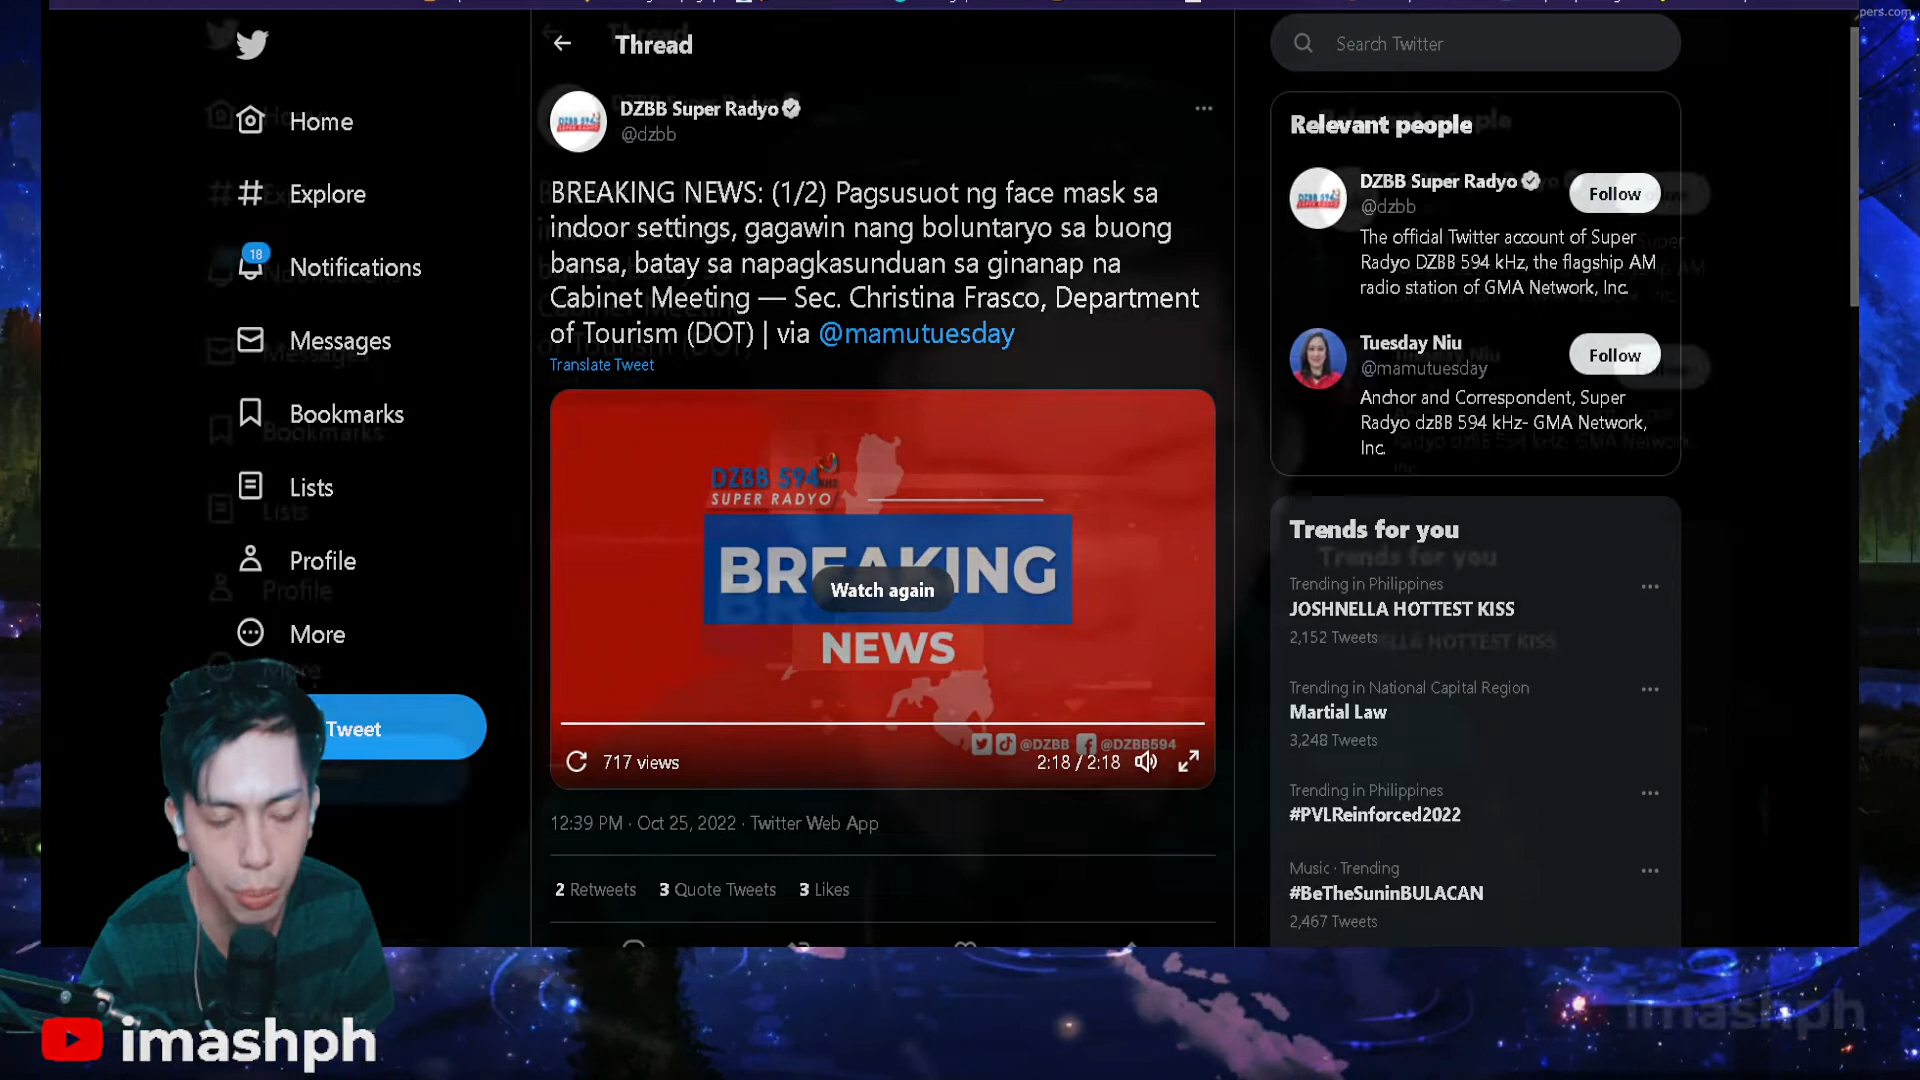 pers.com
Thread
Search Twitter
Home
Explore
18
Notifications
Messages
Bookmarks
Lists
Profile
More
Tweet
DZBB Super Radyo
@dzbb
BREAKING NEWS: (1/2) Pagsusuot ng face mask sa
indoor settings, gagawin nang boluntaryo sa buong
bansa, batay sa napagkasunduan sa ginanap na
Cabinet Meeting — Sec. Christina Frasco, Department
of Tourism (DOT) | via @mamutuesday
Translate Tweet
DZBB 594 KHZ
SUPER RADYO
BREAKING
Watch again
NEWS
@DZBB @DZBB594
717 views
2:18 / 2:18
12:39 PM · Oct 25, 2022 · Twitter Web App
2 Retweets 3 Quote Tweets 3 Likes
Relevant people
DZBB Super Radyo
@dzbb
Follow
The official Twitter account of Super
Radyo DZBB 594 kHz, the flagship AM
radio station of GMA Network, Inc.
Tuesday Niu
@mamutuesday
Follow
Anchor and Correspondent, Super
Radyo dzBB 594 kHz- GMA Network,
Inc.
Trends for you
Trending in Philippines
JOSHNELLA HOTTEST KISS
2,152 Tweets
Trending in National Capital Region
Martial Law
3,248 Tweets
Trending in Philippines
#PVLReinforced2022
Music · Trending
#BeTheSuninBULACAN
2,467 Tweets
imashph
imashph